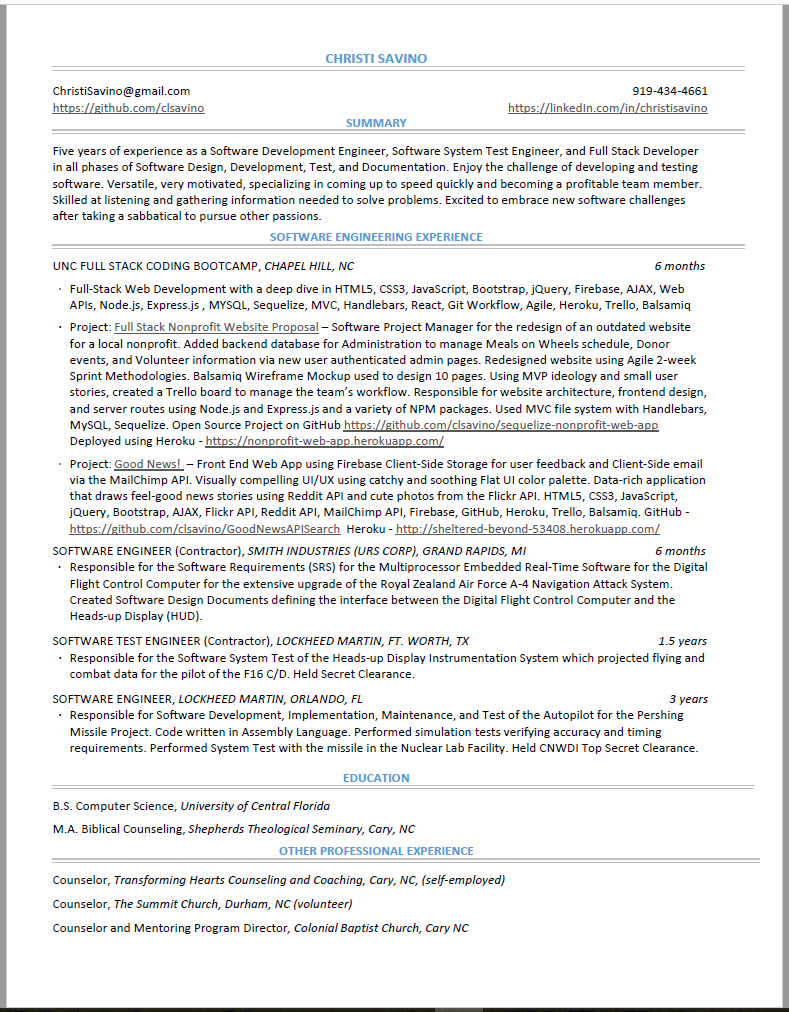 CHRISTI SAVINO
ChristiSavino@gmail.com 919-434-4661
https://github.com/clsavino https://linkedIn.com/in/christisavino
SUMMARY
Five years of experience as a Software Development Engineer, Software System Test Engineer, and Full Stack Developer
in all phases of Software Design, Development, Test, and Documentation. Enjoy the challenge of developing and testing
software. Versatile, very motivated, specializing in coming up to speed quickly and becoming a profitable team member.
Skilled at listening and gathering information needed to solve problems. Excited to embrace new software challenges
after taking a sabbatical to pursue other passions.
SOFTWARE ENGINEERING EXPERIENCE
UNC FULL STACK CODING BOOTCAMP, CHAPEL HILL, NC 6 months
· Full-Stack Web Development with a deep dive in HTML5, CSS3, JavaScript, Bootstrap, jQuery, Firebase, AJAX, Web
APIs, Node.js, Express.js , MYSQL, Sequelize, MVC, Handlebars, React, Git Workflow, Agile, Heroku, Trello, Balsamiq
· Project: Full Stack Nonprofit Website Proposal – Software Project Manager for the redesign of an outdated website
for a local nonprofit. Added backend database for Administration to manage Meals on Wheels schedule, Donor
events, and Volunteer information via new user authenticated admin pages. Redesigned website using Agile 2-week
Sprint Methodologies. Balsamiq Wireframe Mockup used to design 10 pages. Using MVP ideology and small user
stories, created a Trello board to manage the team's workflow. Responsible for website architecture, frontend design,
and server routes using Node.js and Express.js and a variety of NPM packages. Used MVC file system with Handlebars,
MySQL, Sequelize. Open Source Project on GitHub https://github.com/clsavino/sequelize-nonprofit-web-app
Deployed using Heroku - https://nonprofit-web-app.herokuapp.com/
· Project: Good News! – Front End Web App using Firebase Client-Side Storage for user feedback and Client-Side email
via the MailChimp API. Visually compelling UI/UX using catchy and soothing Flat UI color palette. Data-rich application
that draws feel-good news stories using Reddit API and cute photos from the Flickr API. HTML5, CSS3, JavaScript,
jQuery, Bootstrap, AJAX, Flickr API, Reddit API, MailChimp API, Firebase, GitHub, Heroku, Trello, Balsamiq. GitHub -
https://github.com/clsavino/GoodNewsAPISearch Heroku - http://sheltered-beyond-53408.herokuapp.com/
SOFTWARE ENGINEER (Contractor), SMITH INDUSTRIES (URS CORP), GRAND RAPIDS, MI 6 months
· Responsible for the Software Requirements (SRS) for the Multiprocessor Embedded Real-Time Software for the Digital
Flight Control Computer for the extensive upgrade of the Royal Zealand Air Force A-4 Navigation Attack System.
Created Software Design Documents defining the interface between the Digital Flight Control Computer and the
Heads-up Display (HUD).
SOFTWARE TEST ENGINEER (Contractor), LOCKHEED MARTIN, FT. WORTH, TX 1.5 years
· Responsible for the Software System Test of the Heads-up Display Instrumentation System which projected flying and
combat data for the pilot of the F16 C/D. Held Secret Clearance.
SOFTWARE ENGINEER, LOCKHEED MARTIN, ORLANDO, FL 3 years
· Responsible for Software Development, Implementation, Maintenance, and Test of the Autopilot for the Pershing
Missile Project. Code written in Assembly Language. Performed simulation tests verifying accuracy and timing
requirements. Performed System Test with the missile in the Nuclear Lab Facility. Held CNWDI Top Secret Clearance.
EDUCATION
B.S. Computer Science, University of Central Florida
M.A. Biblical Counseling, Shepherds Theological Seminary, Cary, NC
OTHER PROFESSIONAL EXPERIENCE
Counselor, Transforming Hearts Counseling and Coaching, Cary, NC, (self-employed)
Counselor, The Summit Church, Durham, NC (volunteer)
Counselor and Mentoring Program Director, Colonial Baptist Church, Cary NC